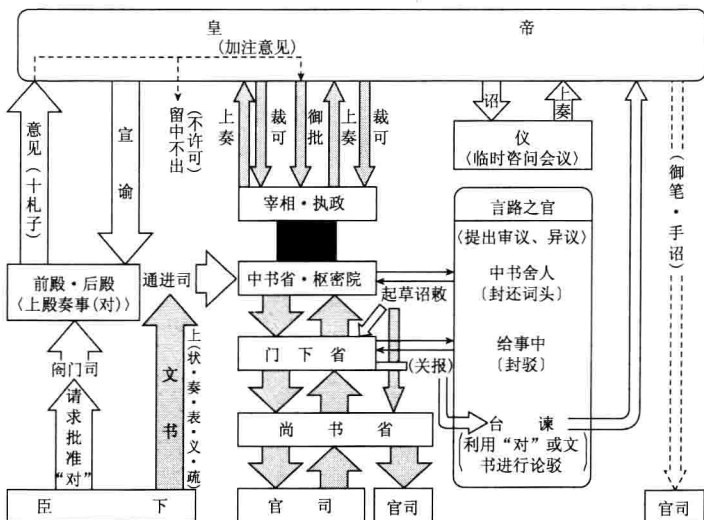 皇 帝
(加注意见)
意见(十札子)
宣谕
留中不出
(不许可)
上奏
裁可
御批
上奏
裁可
诏
上奏
仪
(临时咨问会议)
(御笔·手诏)
宰相·执政
言路之官
〈提出审议、异议〉
前殿·后殿
〈上殿奏事(对)〉
通进司
中书省·枢密院
中书舍人
〔封还词头〕
起草诏敕
门下省
给事中
〔封驳〕
(关报)
阁门司
请求批准“对”
文书
上(状·奏·表·义·疏)
尚书省
台谏
(利用“对”或文
书进行论驳)
臣 下
官 司
官司
官司